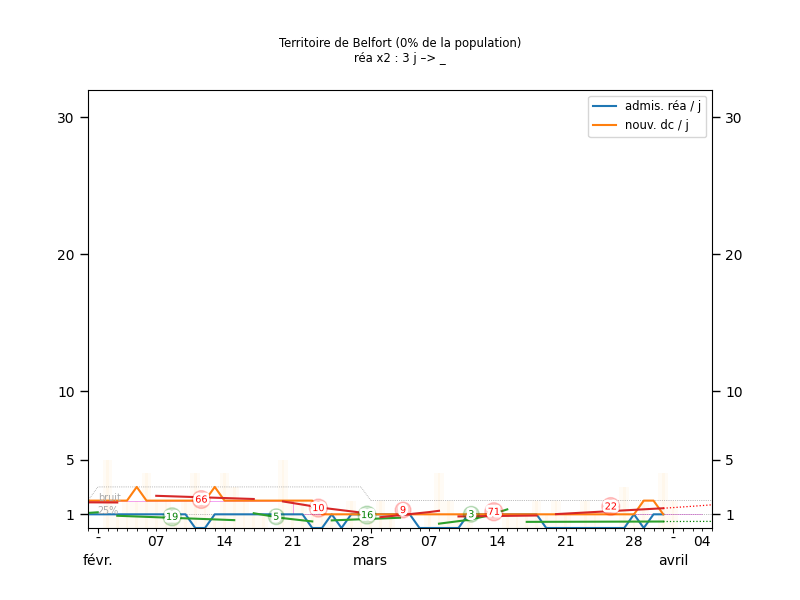 Territoire de Belfort (0% de la population)
réa x2 : 3 j –> _
admis. réa / j
nouv. dc / j
30 30
20 20
10 10
5 5
1 1
bruit
25%
19 66 5 10 16 9 3 71 22
- 07 14 21 28 - 07 14 21 28 - 04
févr. mars avril